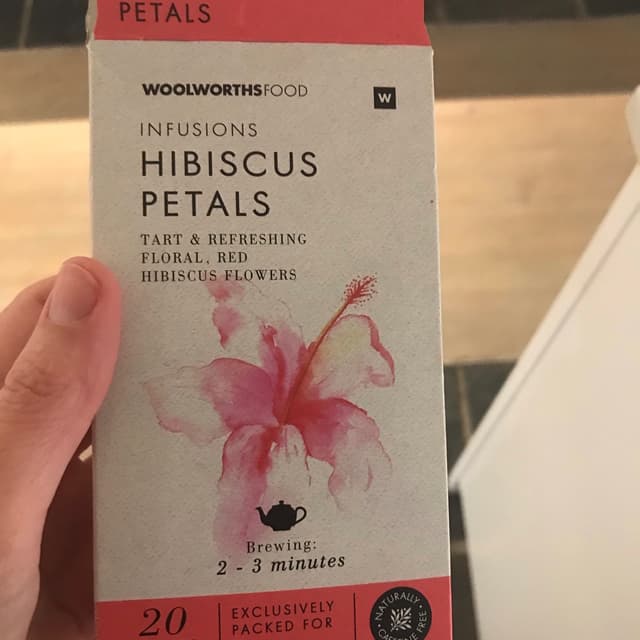 PETALS
WOOLWORTHSFOOD
W
INFUSIONS
HIBISCUS
PETALS
TART & REFRESHING
FLORAL, RED
HIBISCUS FLOWERS
Brewing:
2 - 3 minutes
20
EXCLUSIVELY
PACKED FOR
NATURALLY
FREE